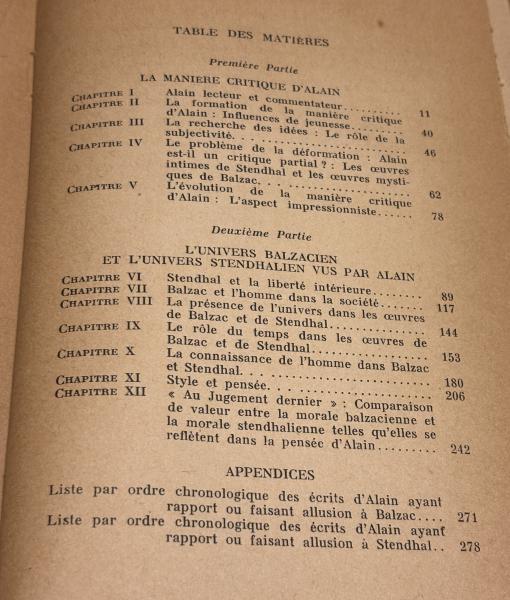 TABLE DES MATIÈRES
Première Partie
LA MANIERE CRITIQUE D'ALAIN
CHAPITRE I Alain lecteur et commentateur.......... 11
CHAPITRE II La formation de la manière critique
d'Alain : Influences de jeunesse......... 40
CHAPITRE III La recherche des idées : Le rôle de la
subjectivité. . . ...................... 46
CHAPITRE IV Le problème de la déformation : Alain
est-il un critique partial ? : Les œuvres
intimes de Stendhal et les œuvres mysti-
ques de Balzac. . . .................... 62
CHAPITRE V L'évolution de la manière critique
d'Alain : L'aspect impressionniste...... 78
Deuxième Partie
L'UNIVERS BALZACIEN
ET L'UNIVERS STENDHALIEN VUS PAR ALAIN
CHAPITRE VI Stendhal et la liberté intérieure........ 89
CHAPITRE VII Balzac et l'homme dans la société....... 117
CHAPITRE VIII La présence de l'univers dans les œuvres
de Balzac et de Stendhal............... 144
CHAPITRE IX Le rôle du temps dans les œuvres de
Balzac et de Stendhal.................. 153
CHAPITRE X La connaissance de l'homme dans Balzac
et Stendhal. . . ....................... 180
CHAPITRE XI Style et pensée. . . .................... 206
CHAPITRE XII « Au Jugement dernier » : Comparaison
de valeur entre la morale balzacienne et
la morale stendhalienne telles qu'elles se
reflètent dans la pensée d'Alain......... 242
APPENDICES
Liste par ordre chronologique des écrits d'Alain ayant
rapport ou faisant allusion à Balzac.... 271
Liste par ordre chronologique des écrits d'Alain ayant
rapport ou faisant allusion à Stendhal.. 278